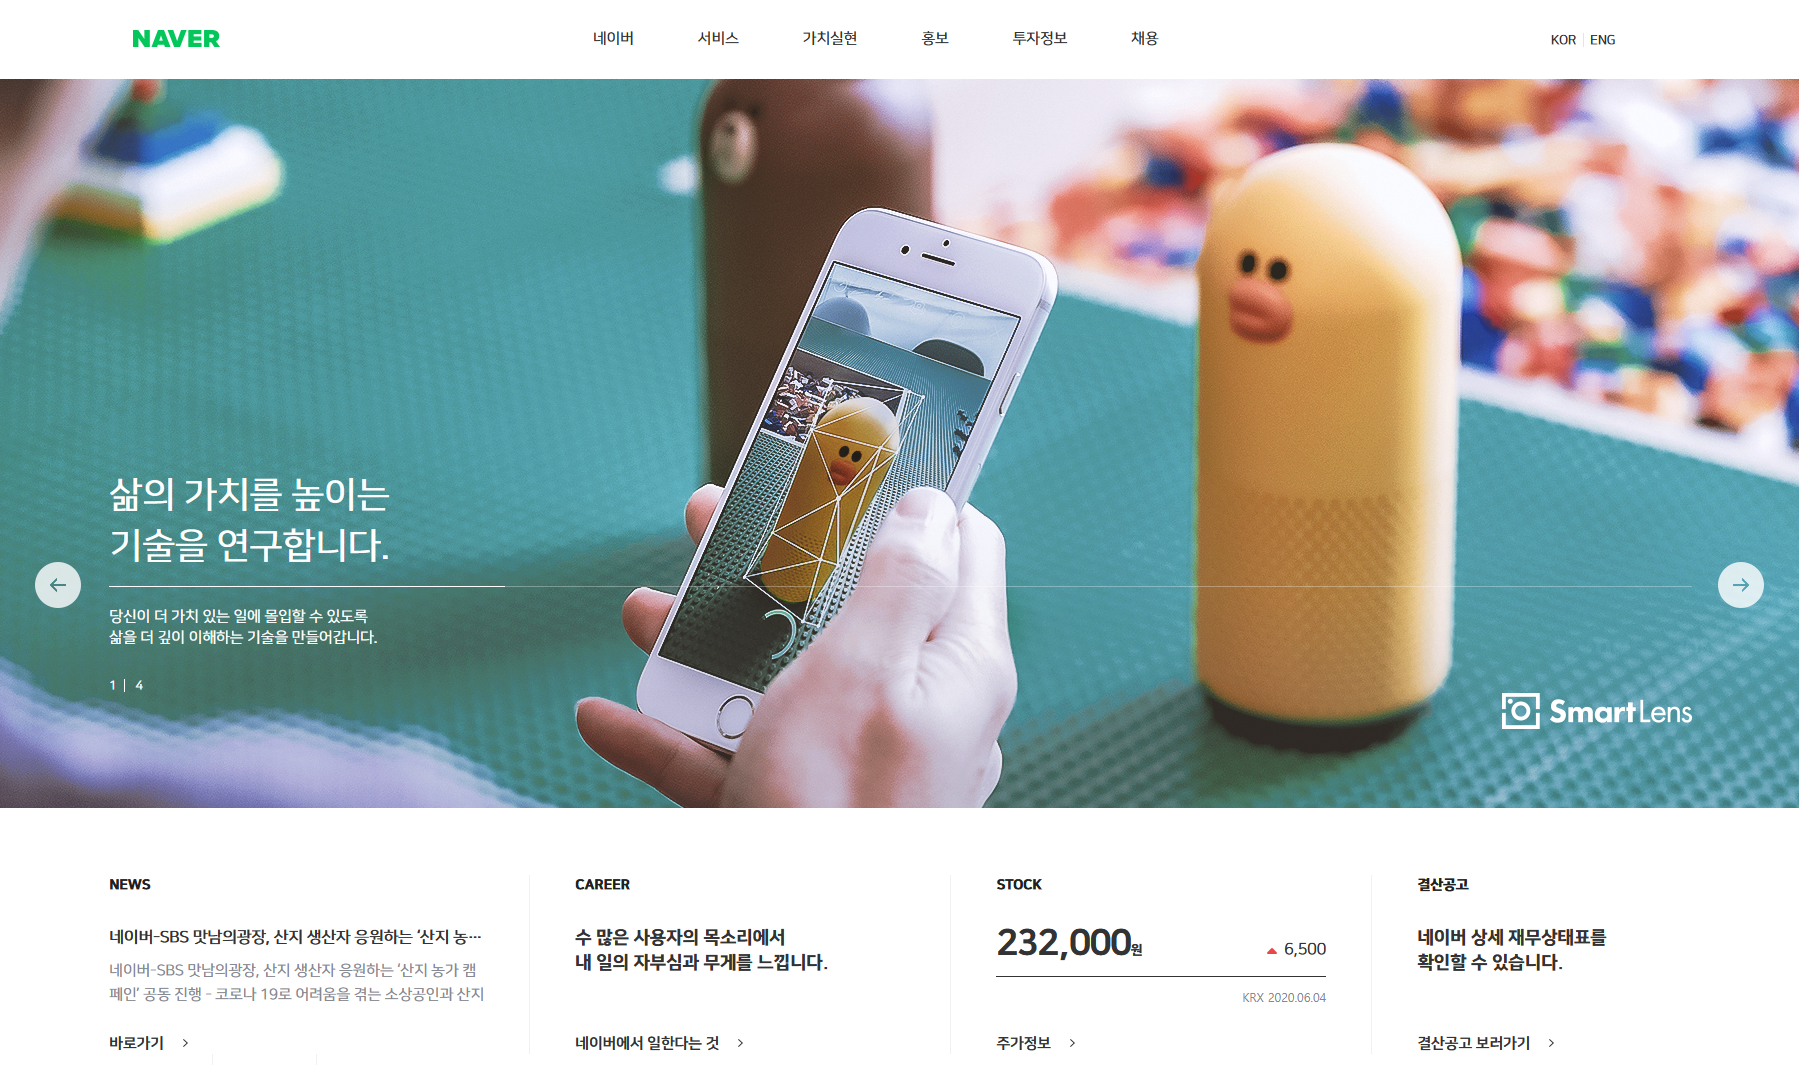 NAVER
네이버 서비스 가치실현 홍보 투자정보 채용
KOR ENG
삶의 가치를 높이는
기술을 연구합니다.
당신이 더 가치 있는 일에 몰입할 수 있도록
삶을 더 깊이 이해하는 기술을 만들어갑니다.
1 | 4
SmartLens
NEWS
네이버-SBS 맛남의광장, 산지 생산자 응원하는 ‘산지 농···
네이버-SBS 맛남의광장, 산지 생산자 응원하는 ‘산지 농가 캠
페인’ 공동 진행 - 코로나 19로 어려움을 겪는 소상공인과 산지
바로가기
CAREER
수 많은 사용자의 목소리에서
내 일의 자부심과 무게를 느낍니다.
네이버에서 일한다는 것
STOCK
232,000원
6,500
KRX 2020.06.04
주가정보
결산공고
네이버 상세 재무상태표를
확인할 수 있습니다.
결산공고 보러가기